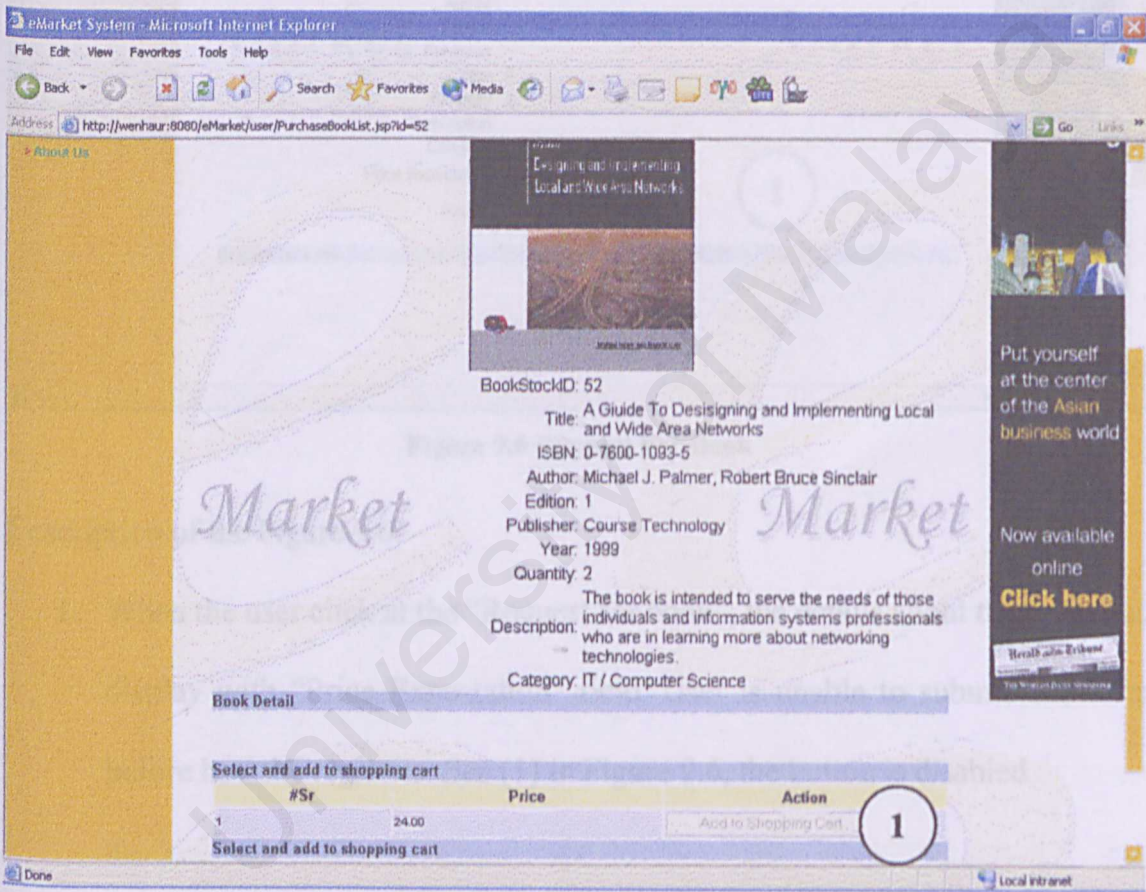 eMarket System - Microsoft Internet Explorer
File Edit View Favorites Tools Help
Back Search Favorites Media
Address http://wenhaur:8080/eMarket/user/PurchaseBookList.jsp?id=52 Go Links »
About Us
Designing and Implementing
Local and Wide Area Networks
BookStockID: 52
Title: A Giuide To Desisigning and Implementing Local
and Wide Area Networks
ISBN: 0-7600-1093-5
Author: Michael J. Palmer, Robert Bruce Sinclair
Edition: 1
Publisher: Course Technology
Year: 1999
Quantity: 2
Description: The book is intended to serve the needs of those
individuals and information systems professionals
who are in learning more about networking
technologies.
Category: IT / Computer Science
Book Detail
Select and add to shopping cart
#Sr Price Action
1 24.00 Add to Shopping Cart 1
Select and add to shopping cart
Market Market
Put yourself
at the center
of the Asian
business world
Now available
online
Click here
Herald Tribune
Done Local intranet
University of Malaya